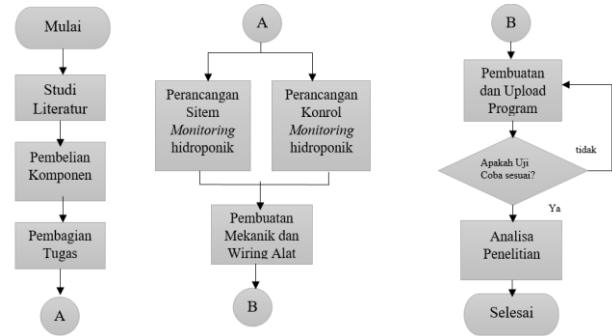 Mulai
Studi
Literatur
Pembelian
Komponen
Pembagian
Tugas
A
A
Perancangan
Sitem
Monitoring
hidroponik
Perancangan
Konrol
Monitoring
hidroponik
Pembuatan
Mekanik dan
Wiring Alat
B
B
Pembuatan
dan Upload
Program
Apakah Uji
Coba sesuai?
tidak
Ya
Analisa
Penelitian
Selesai